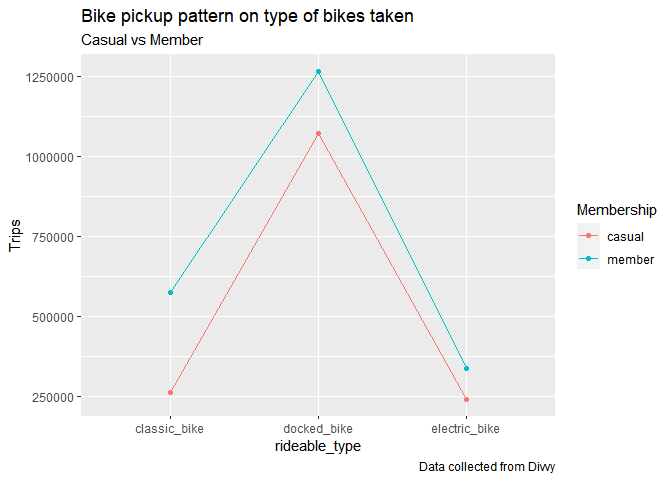 Bike pickup pattern on type of bikes taken
Casual vs Member
1250000
1000000
750000
500000
250000
Trips
classic_bike docked_bike electric_bike
rideable_type
Membership
casual
member
Data collected from Divvy